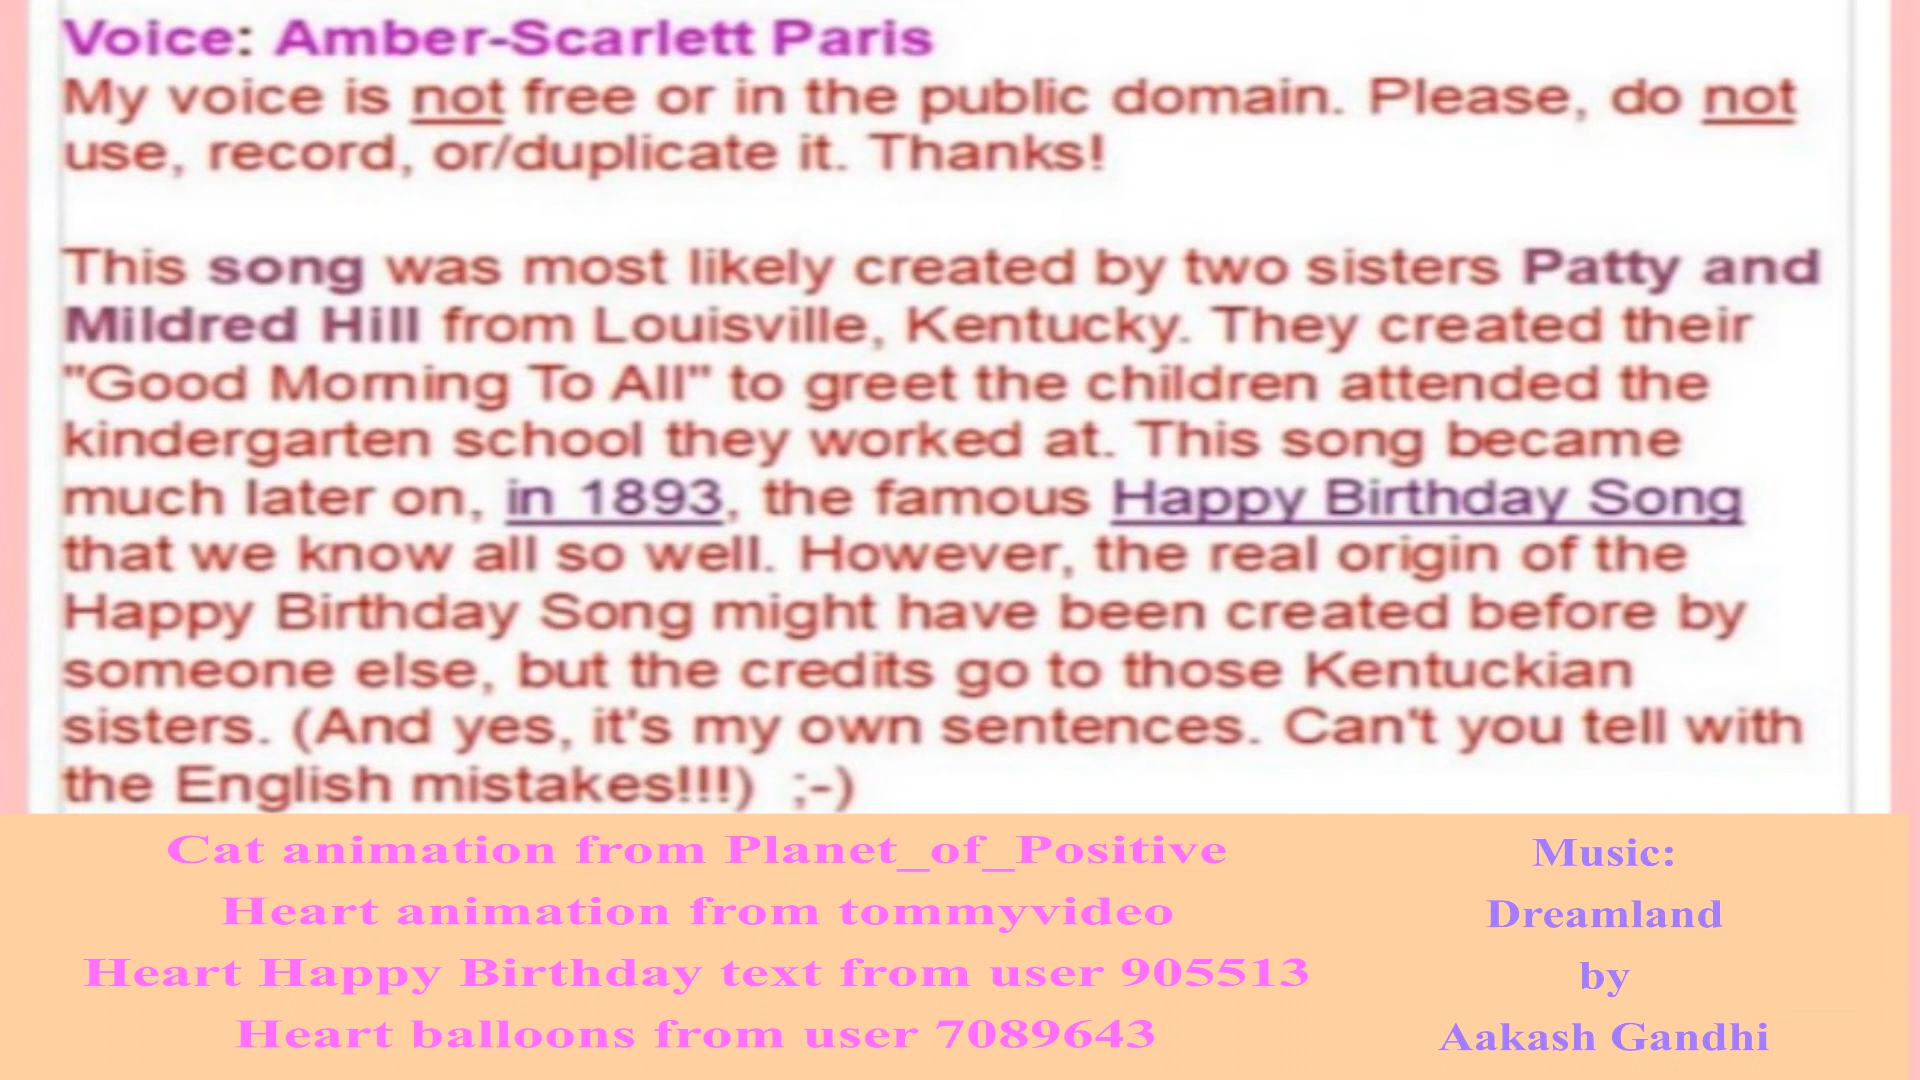 Voice: Amber-Scarlett Paris
My voice is not free or in the public domain. Please, do not
use, record, or/duplicate it. Thanks!
This song was most likely created by two sisters Patty and
Mildred Hill from Louisville, Kentucky. They created their
"Good Morning To All" to greet the children attended the
kindergarten school they worked at. This song became
much later on, in 1893, the famous Happy Birthday Song
that we know all so well. However, the real origin of the
Happy Birthday Song might have been created before by
someone else, but the credits go to those Kentuckian
sisters. (And yes, it's my own sentences. Can't you tell with
the English mistakes!!!) ;-)
Cat animation from Planet_of_Positive
Heart animation from tommyvideo
Heart Happy Birthday text from user 905513
Heart balloons from user 7089643
Music:
Dreamland
by
Aakash Gandhi